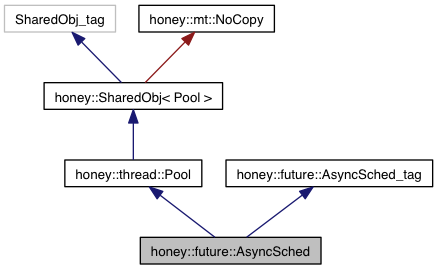 SharedObj_tag
honey::mt::NoCopy
honey::SharedObj< Pool >
honey::thread::Pool
honey::future::AsyncSched_tag
honey::future::AsyncSched